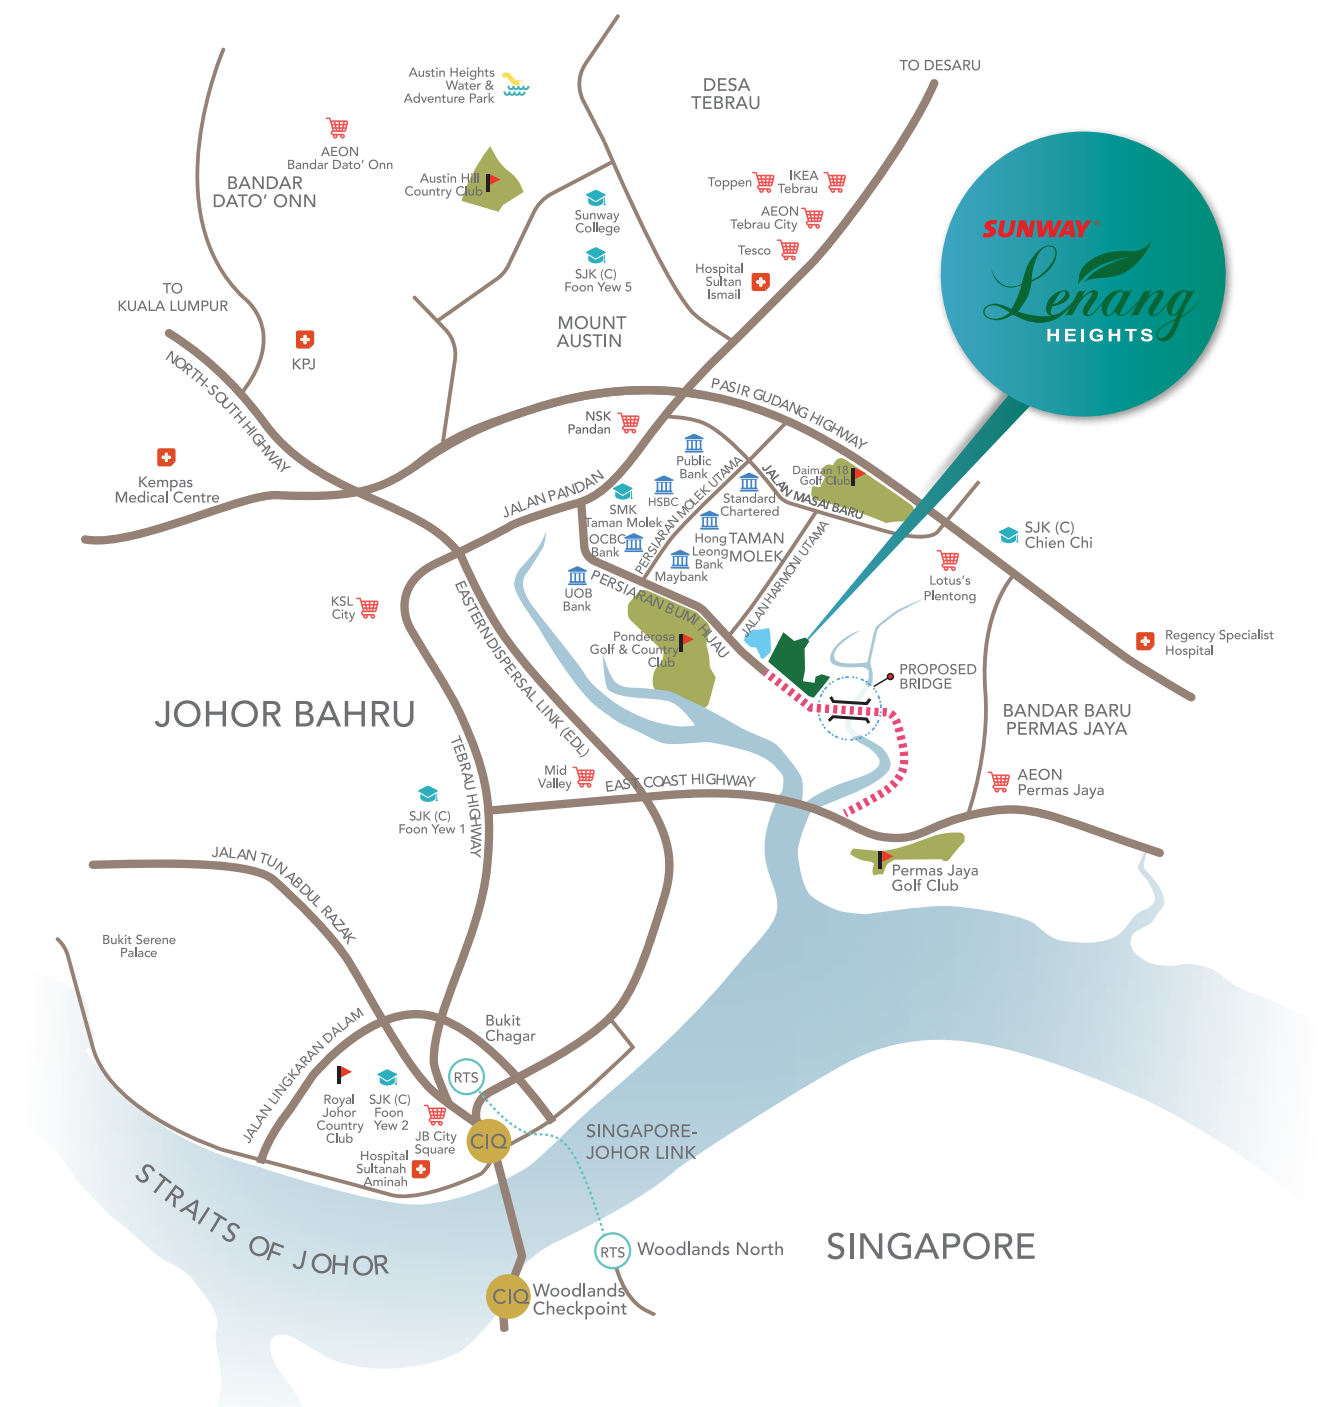 TO DESARU
Austin Heights
Water &
Adventure Park
DESA
TEBRAU
AEON
Bandar Dato' Onn
BANDAR
DATO' ONN
Austin Hill
Country Club
Toppen
IKEA
Tebrau
AEON
Tebrau City
Tesco
Hospital
Sultan
Ismail
Sunway
College
SJK (C)
Foon Yew 5
MOUNT
AUSTIN
SUNWAY®
Lenang
HEIGHTS
TO
KUALA LUMPUR
KPJ
NORTH-SOUTH HIGHWAY
PASIR GUDANG HIGHWAY
NSK
Pandan
Kempas
Medical Centre
JALAN PANDAN
Public
Bank
HSBC
SMK
Taman Molek
OCBC
Bank
PERSIARAN MOLEK UTAMA
Standard
Chartered
Hong
Leong
Bank
Maybank
TAMAN
MOLEK
JALAN MASAI BARU
Daiman 18
Golf Club
JALAN HARMONI UTAMA
SJK (C)
Chien Chi
Lotus's
Plentong
UOB
Bank
PERSIARAN BUMI HIJAU
KSL
City
EASTERN DISPERSAL LINK (EDL)
Ponderosa
Golf & Country
Club
Regency Specialist
Hospital
PROPOSED
BRIDGE
JOHOR BAHRU
BANDAR BARU
PERMAS JAYA
TEBRAU HIGHWAY
Mid
Valley
EAST COAST HIGHWAY
AEON
Permas Jaya
SJK (C)
Foon Yew 1
JALAN TUN ABDUL RAZAK
Permas Jaya
Golf Club
Bukit Serene
Palace
JALAN LINGKARAN DALAM
Bukit
Chagar
RTS
Royal
Johor
Country
Club
SJK (C)
Foon
Yew 2
JB City
Square
Hospital
Sultanah
Aminah
CIQ
SINGAPORE-
JOHOR LINK
STRAITS OF JOHOR
RTS
Woodlands North
SINGAPORE
CIQ
Woodlands
Checkpoint